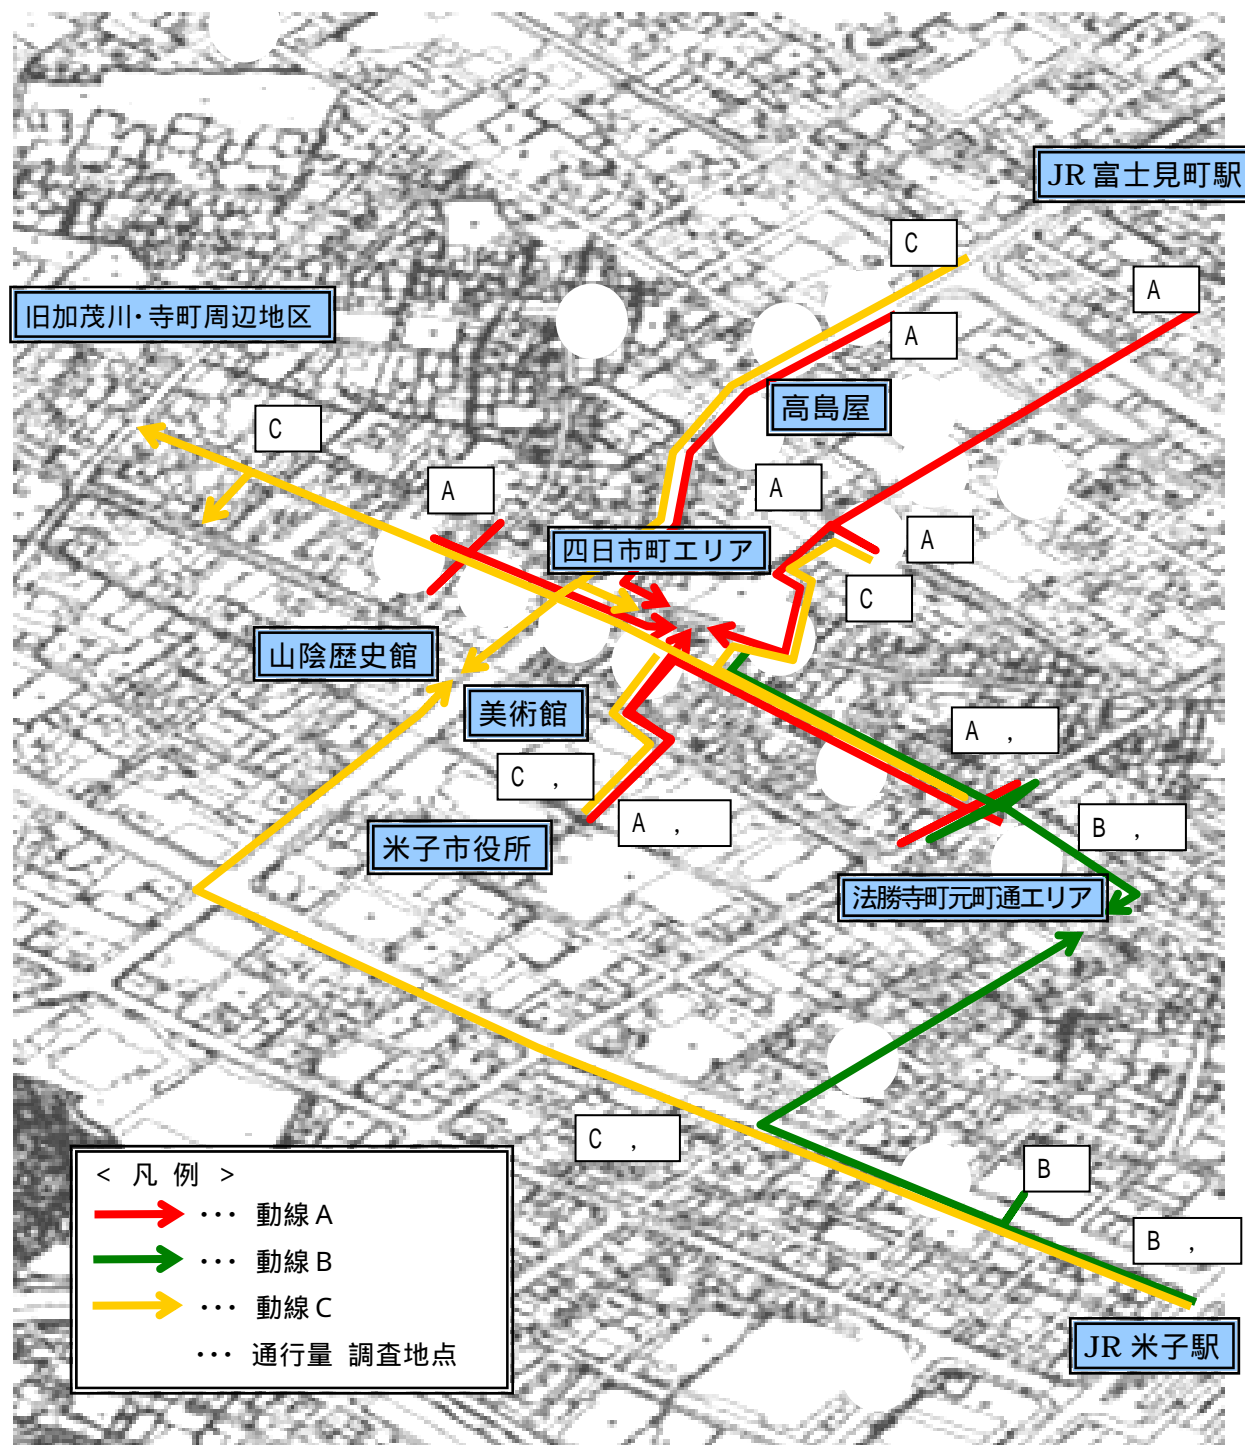 JR 富士見町駅
C
A
旧加茂川・寺町周辺地区
A
高島屋
C
A
A
A
四日市町エリア
C
山陰歴史館
美術館
A ,
C ,
A ,
B ,
米子市役所
法勝寺町元町通エリア
C ,
B
< 凡 例 >
･･･ 動線A
･･･ 動線B
･･･ 動線C
･･･ 通行量 調査地点
B ,
JR 米子駅